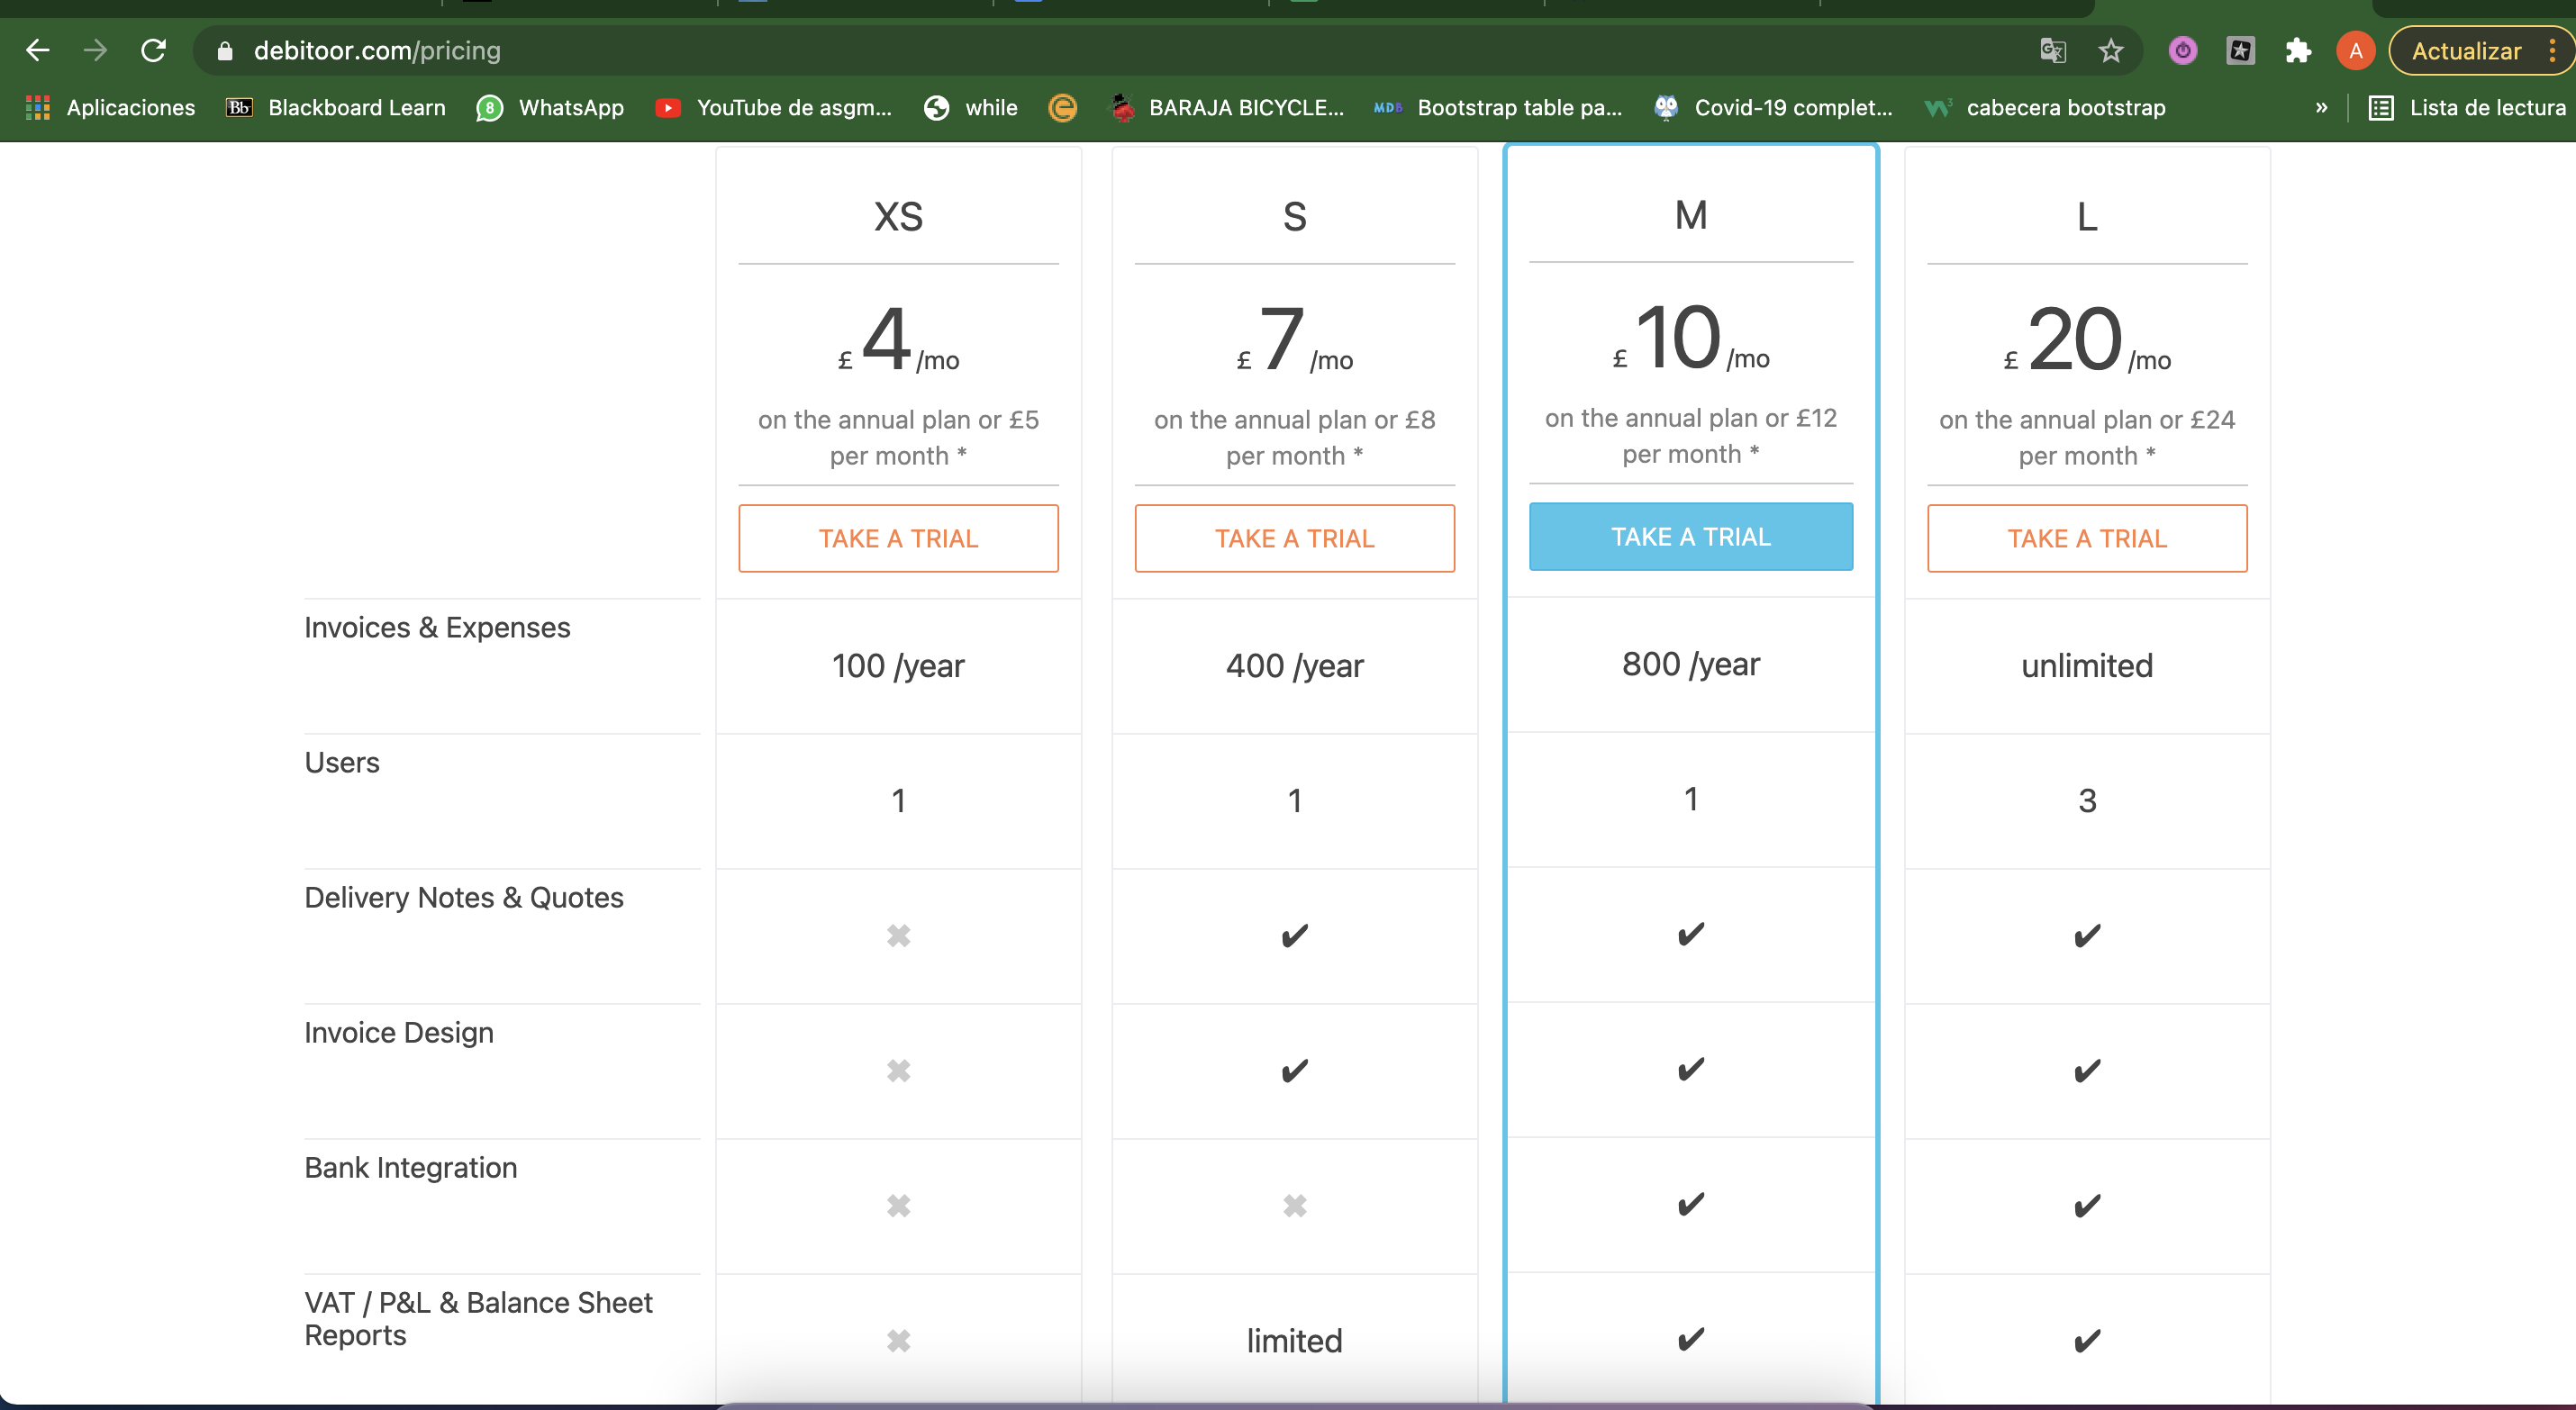 debitoor.com/pricing
A
Actualizar
Aplicaciones
Bb
Blackboard Learn
8
WhatsApp
YouTube de asgm...
while
BARAJA BICYCLE...
MDB
Bootstrap table pa...
Covid-19 complet...
cabecera bootstrap
»
Lista de lectura
XS
S
M
L
£ 4 /mo
£ 7 /mo
£ 10 /mo
£ 20 /mo
on the annual plan or £5
per month *
on the annual plan or £8
per month *
on the annual plan or £12
per month *
on the annual plan or £24
per month *
TAKE A TRIAL
TAKE A TRIAL
TAKE A TRIAL
TAKE A TRIAL
Invoices & Expenses
100 /year
400 /year
800 /year
unlimited
Users
1
1
1
3
Delivery Notes & Quotes
✖
✔
✔
✔
Invoice Design
✖
✔
✔
✔
Bank Integration
✖
✖
✔
✔
VAT / P&L & Balance Sheet
Reports
✖
limited
✔
✔